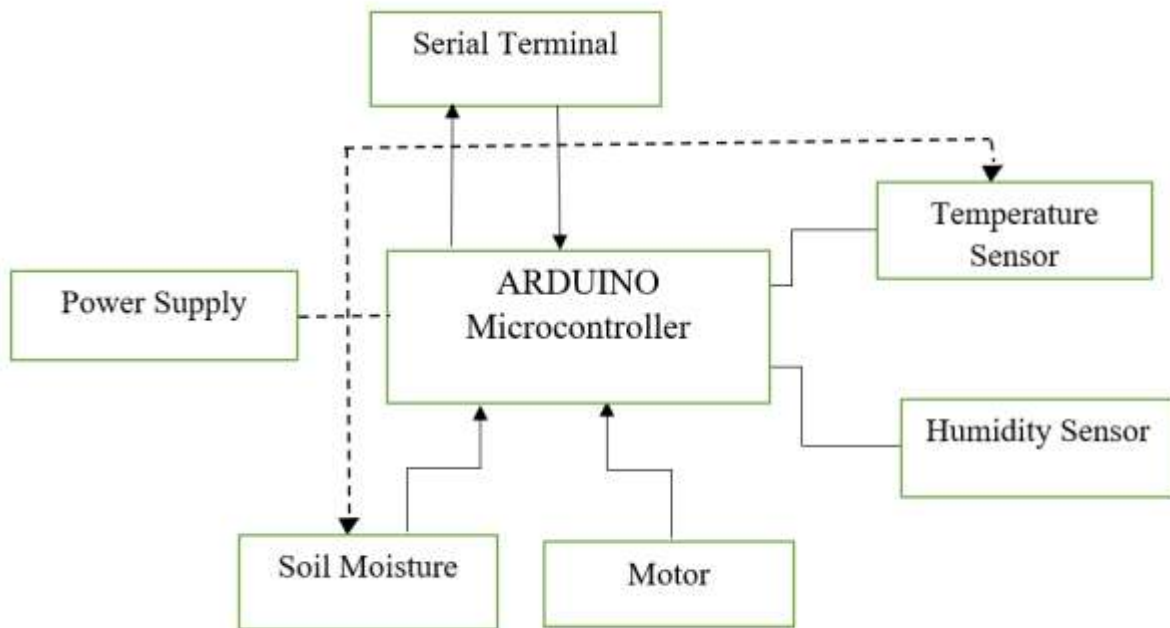 Serial Terminal
Temperature
Sensor
ARDUINO
Microcontroller
Power Supply
Humidity Sensor
Soil Moisture
Motor